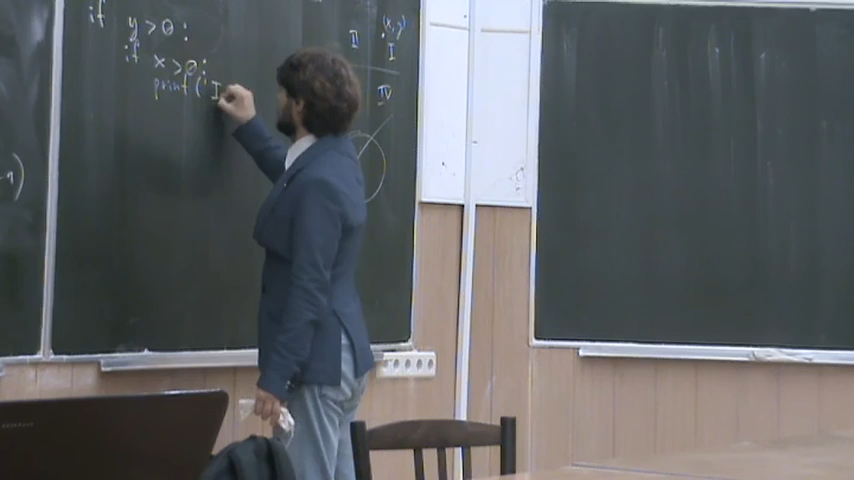 if y > 0 :
if x > 0 :
print ( I
II
(x, y)
I
IV